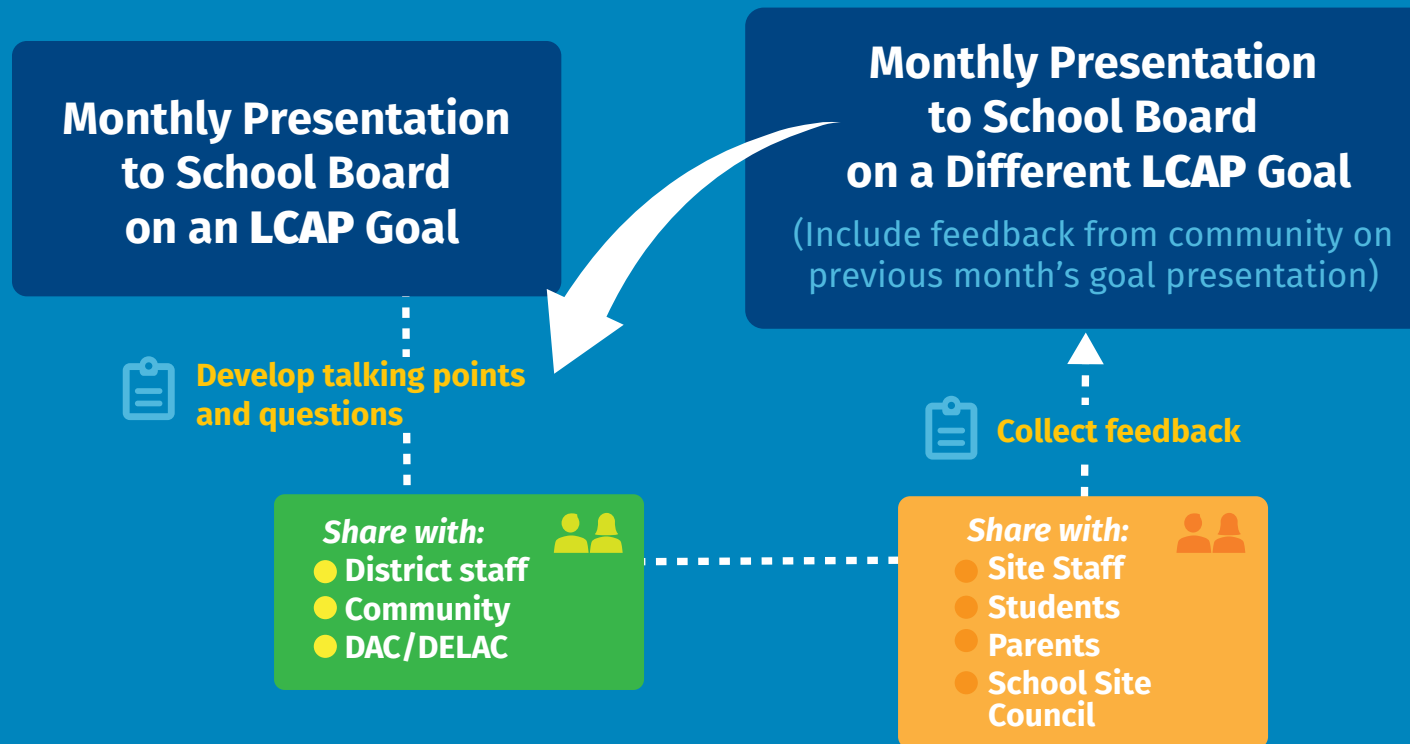 Monthly Presentation
to School Board
on an LCAP Goal
Develop talking points
and questions
Share with:
District staff
Community
DAC/DELAC
Monthly Presentation
to School Board
on a Different LCAP Goal
(Include feedback from community on
previous month's goal presentation)
Collect feedback
Share with:
Site Staff
Students
Parents
School Site
Council